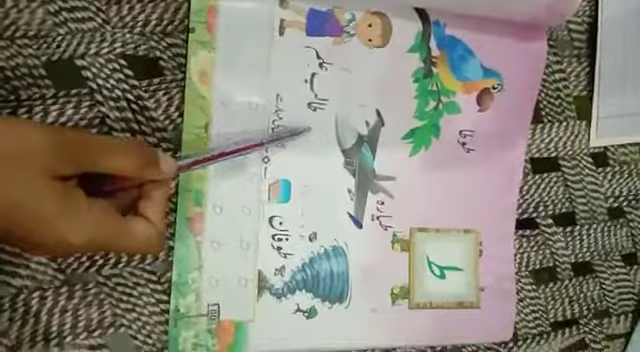 ط
طوطا
طیارہ
طالب علم
طوفان